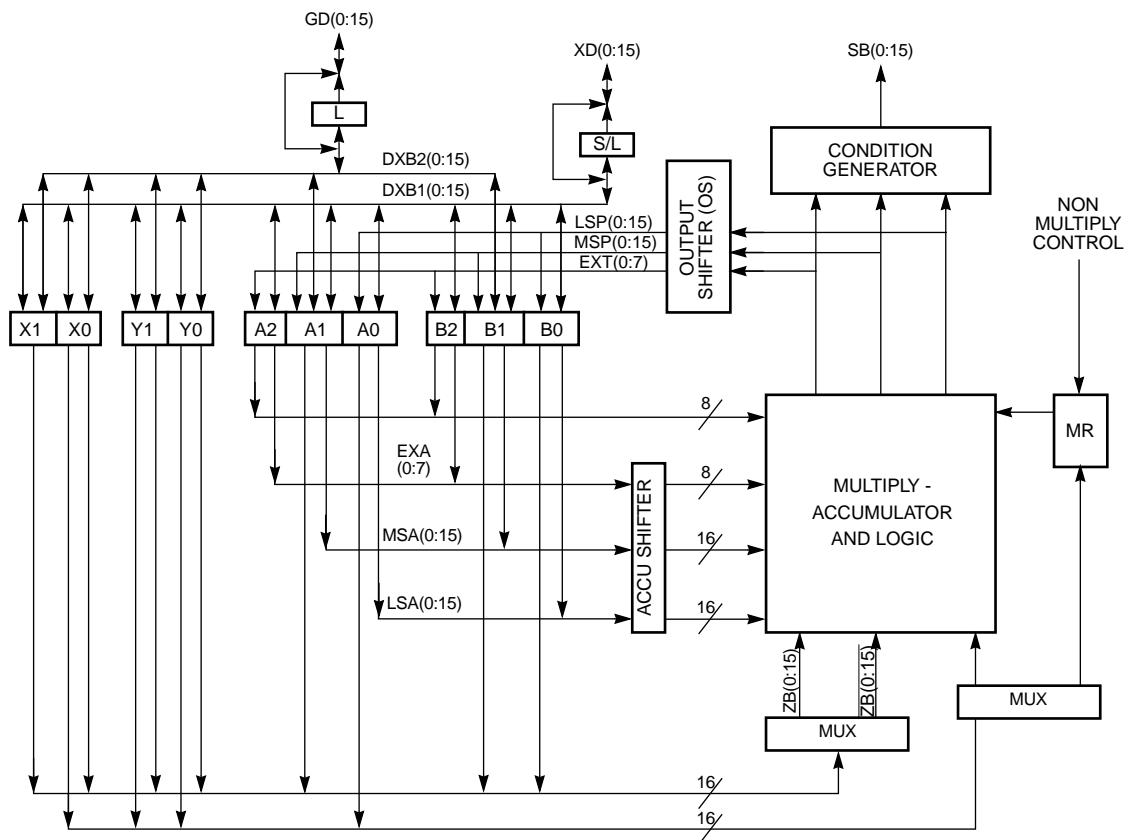 GD(0:15)
XD(0:15)
SB(0:15)
L
S/L
DXB2(0:15)
DXB1(0:15)
CONDITION
GENERATOR
OUTPUT
SHIFTER (OS)
LSP(0:15)
MSP(0:15)
EXT(0:7)
NON
MULTIPLY
CONTROL
X1 X0 Y1 Y0 A2 A1 A0 B2 B1 B0
8
MR
EXA
(0:7)
8
MULTIPLY -
ACCUMULATOR
AND LOGIC
ACCU SHIFTER
MSA(0:15)
16
LSA(0:15)
16
ZB(0:15)
ZB(0:15)
MUX
MUX
16
16